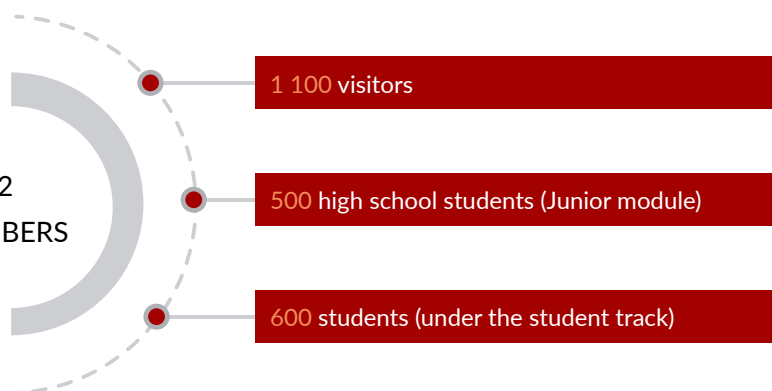 1 100 visitors
2
BERS
500 high school students (Junior module)
600 students (under the student track)